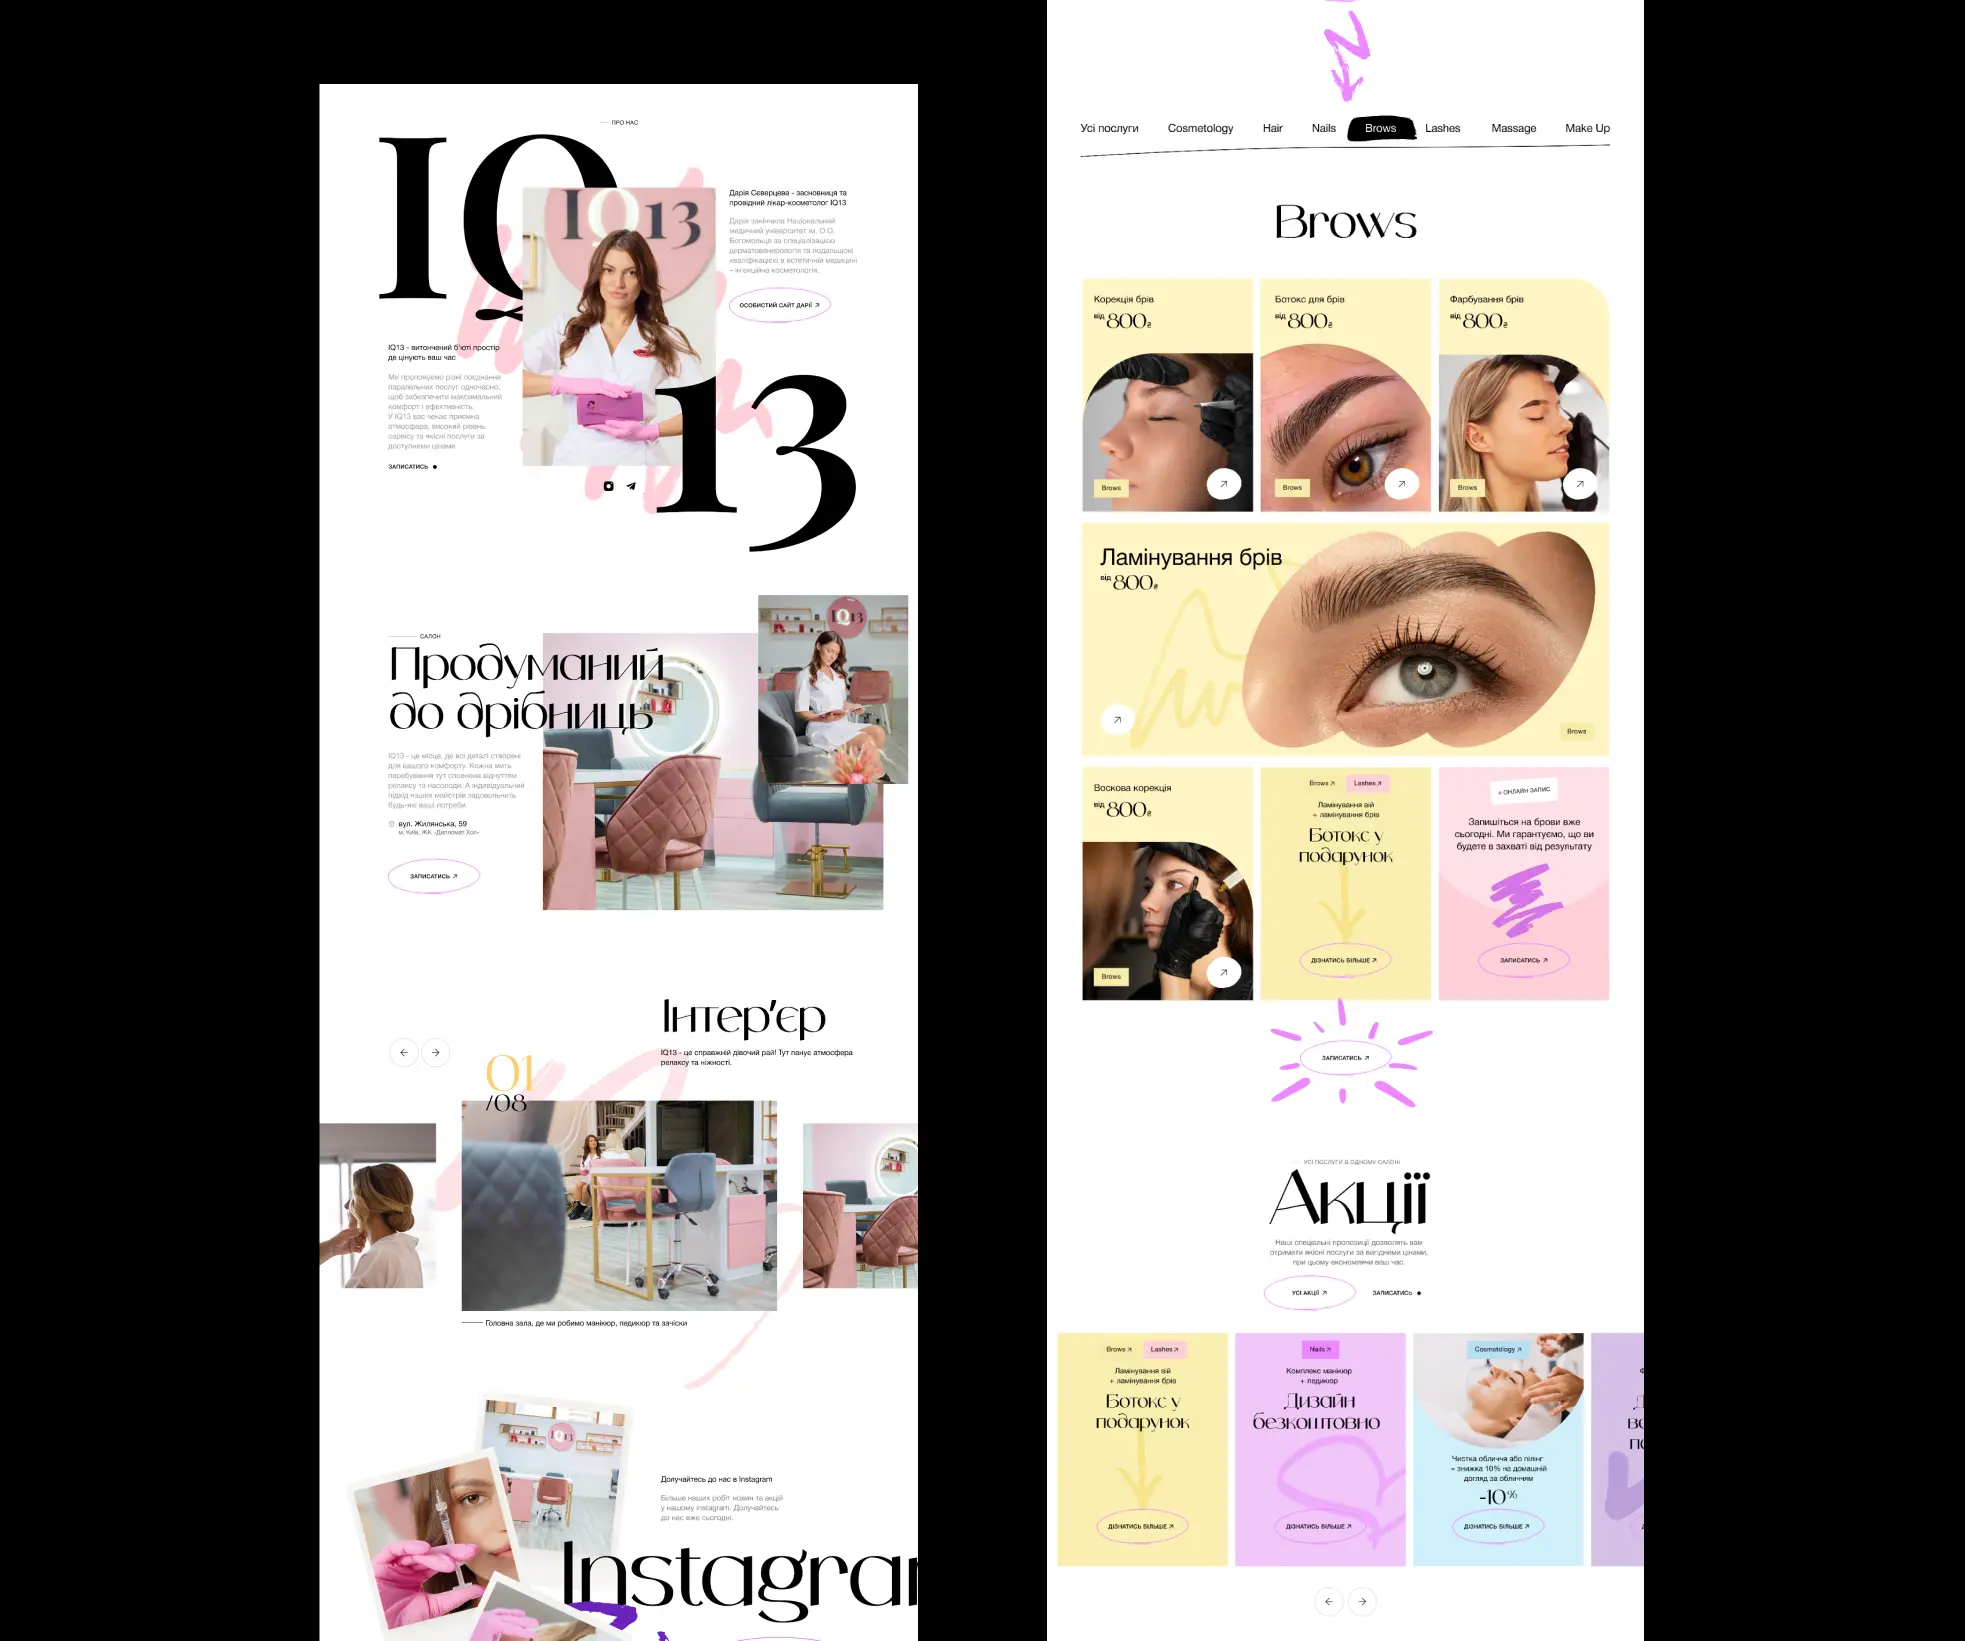 ПРО НАС
IQ
IQ13
Дарія Сєверцева - засновниця та
провідний лікар-косметолог IQ13
Дарія закінчила Національний
медичний університет ім. О.О.
Богомольця за спеціалізацією
дерматовенерологія та подальшою
кваліфікацією в естетичній медицині
– ін'єкційна косметологія.
ОСОБИСТИЙ САЙТ ДАРІЇ
IQ13 - витончений б'юті простір
де цінують ваш час
Ми пропонуємо різні поєднання
паралельних послуг одночасно,
щоб забезпечити максимальний
комфорт і ефективність.
У IQ13 вас чекає приємна
атмосфера, високий рівень
сервісу та якісні послуги за
доступними цінами.
ЗАПИСАТИСЬ
13
IQ13
САЛОН
Продуманий
до дрібниць
IQ13 - це місце, де всі деталі створені
для вашого комфорту. Кожна мить
перебування тут сповнена відчуттям
релаксу та насолоди. А індивідуальний
підхід наших майстрів задовольнить
будь-які ваші потреби.
вул. Жилянська, 59
м. Київ, ЖК «Дипломат Хол»
ЗАПИСАТИСЬ
Інтер'єр
IQ13 - це справжній дівочий рай! Тут панує атмосфера
релаксу та ніжності.
01
/08
Головна зала, де ми робимо манікюр, педикюр та зачіски
IQ13
Долучайтесь до нас в Instagram
Більше наших робіт новин та акцій
у нашому instagram. Долучайтесь
до нас вже сьогодні.
Instagra
Усі послуги Cosmetology Hair Nails Brows Lashes Massage Make Up
Brows
Корекція брів
від 800₴
Brows
Ботокс для брів
від 800₴
Brows
Фарбування брів
від 800₴
Brows
Ламінування брів
від 800₴
Brows
Воскова корекція
від 800₴
Brows
Brows Lashes
Ламінування вій
+ ламінування брів
Ботокс у
подарунок
ДІЗНАТИСЬ БІЛЬШЕ
ОНЛАЙН ЗАПИС
Запишіться на брови вже
сьогодні. Ми гарантуємо, що ви
будете в захваті від результату
ЗАПИСАТИСЬ
ЗАПИСАТИСЬ
УСІ ПОСЛУГИ В ОДНОМУ САЛОНІ
Акції
Наші спеціальні пропозиції дозволять вам
отримати якісні послуги за вигідними цінами,
при цьому економлячи ваш час.
УСІ АКЦІЇ
ЗАПИСАТИСЬ
Brows Lashes
Ламінування вій
+ ламінування брів
Ботокс у
подарунок
ДІЗНАТИСЬ БІЛЬШЕ
Nails
Комплекс манікюр
+ педикюр
Дизайн
безкоштовно
ДІЗНАТИСЬ БІЛЬШЕ
Cosmetology
Чистка обличчя або пілінг
= знижка 10% на домашній
догляд за обличчям
-10%
ДІЗНАТИСЬ БІЛЬШЕ